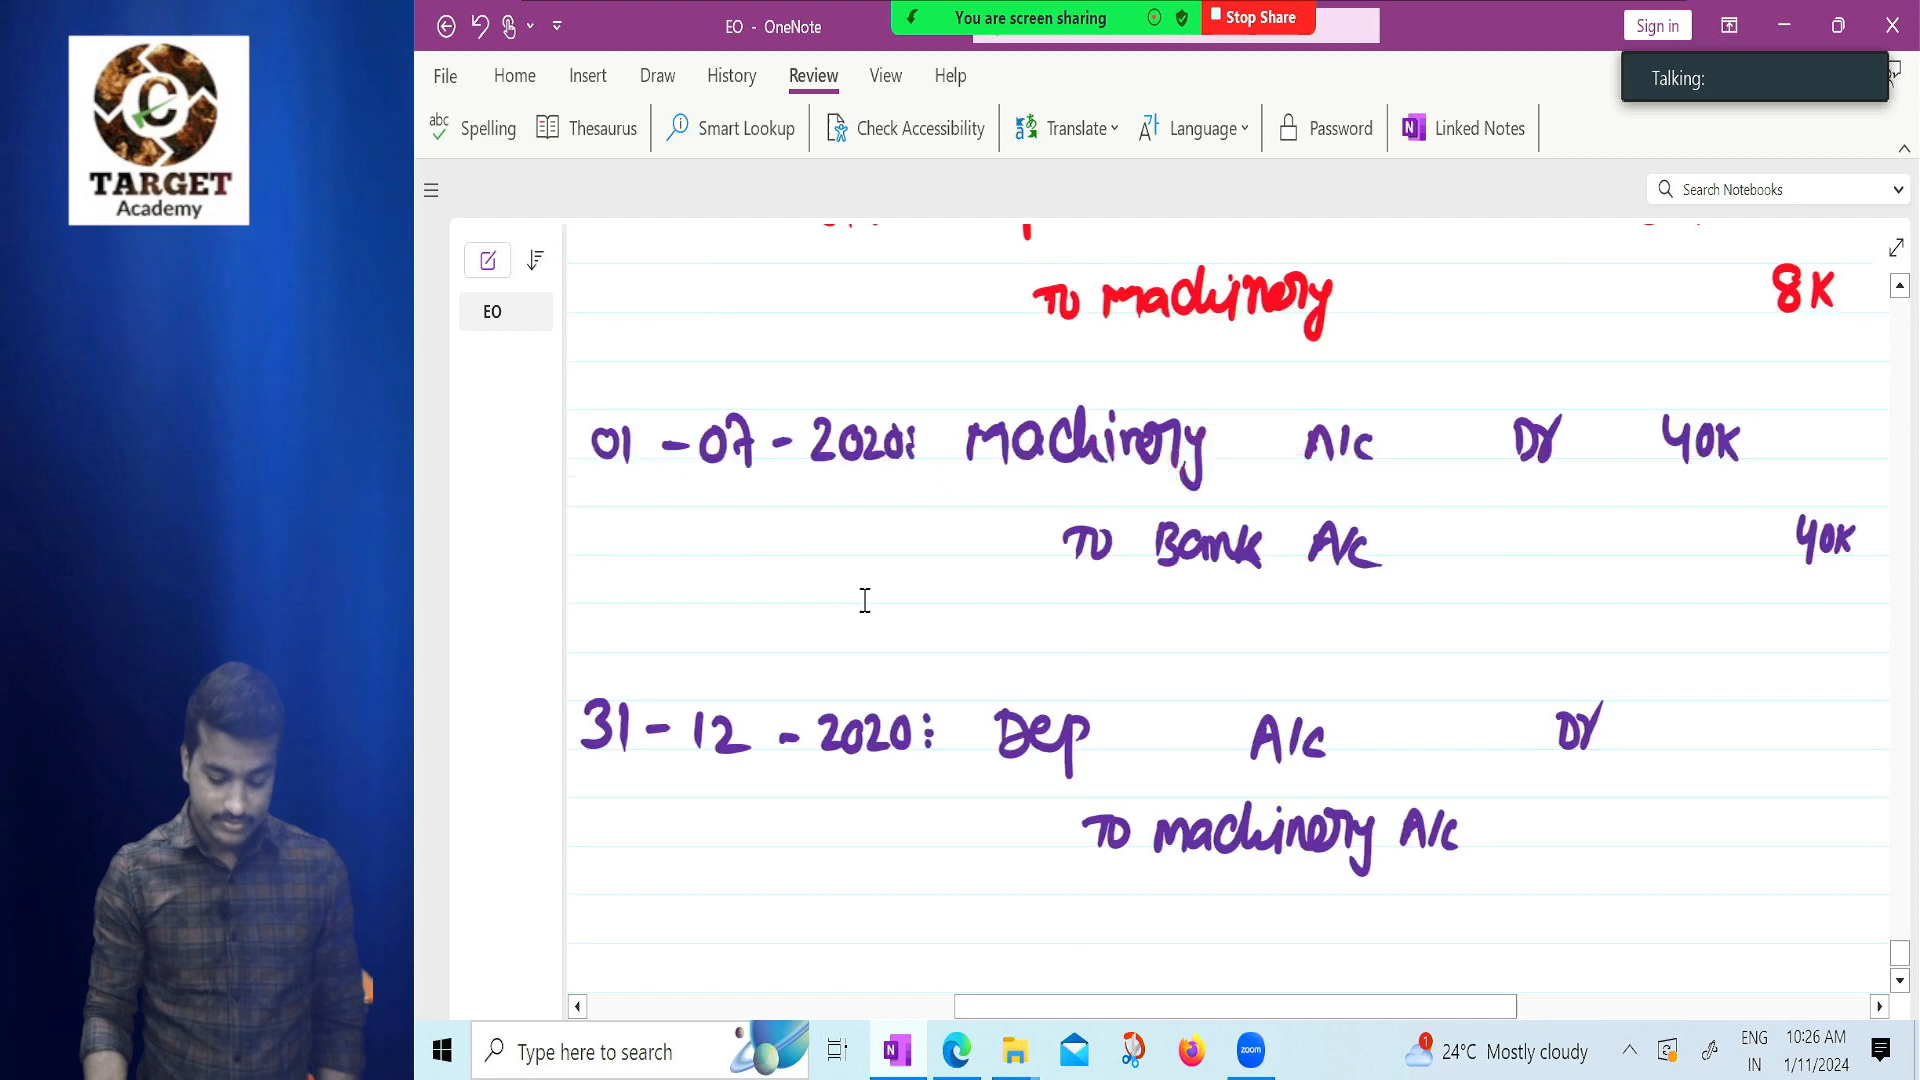 TARGET
Academy
EO - OneNote
You are screen sharing
Stop Share
Sign in
File Home Insert Draw History Review View Help
Talking:
abc Spelling Thesaurus Smart Lookup Check Accessibility Translate Language Password Linked Notes
Search Notebooks
EO
To machinery 8K
01 - 07 - 2020: Machinery A/c Dr 40K
To Bank A/c 40K
31 - 12 - 2020: Dep A/c Dr
To machinery A/c
Type here to search
zoom
1
24°C Mostly cloudy
ENG
IN
10:26 AM
1/11/2024